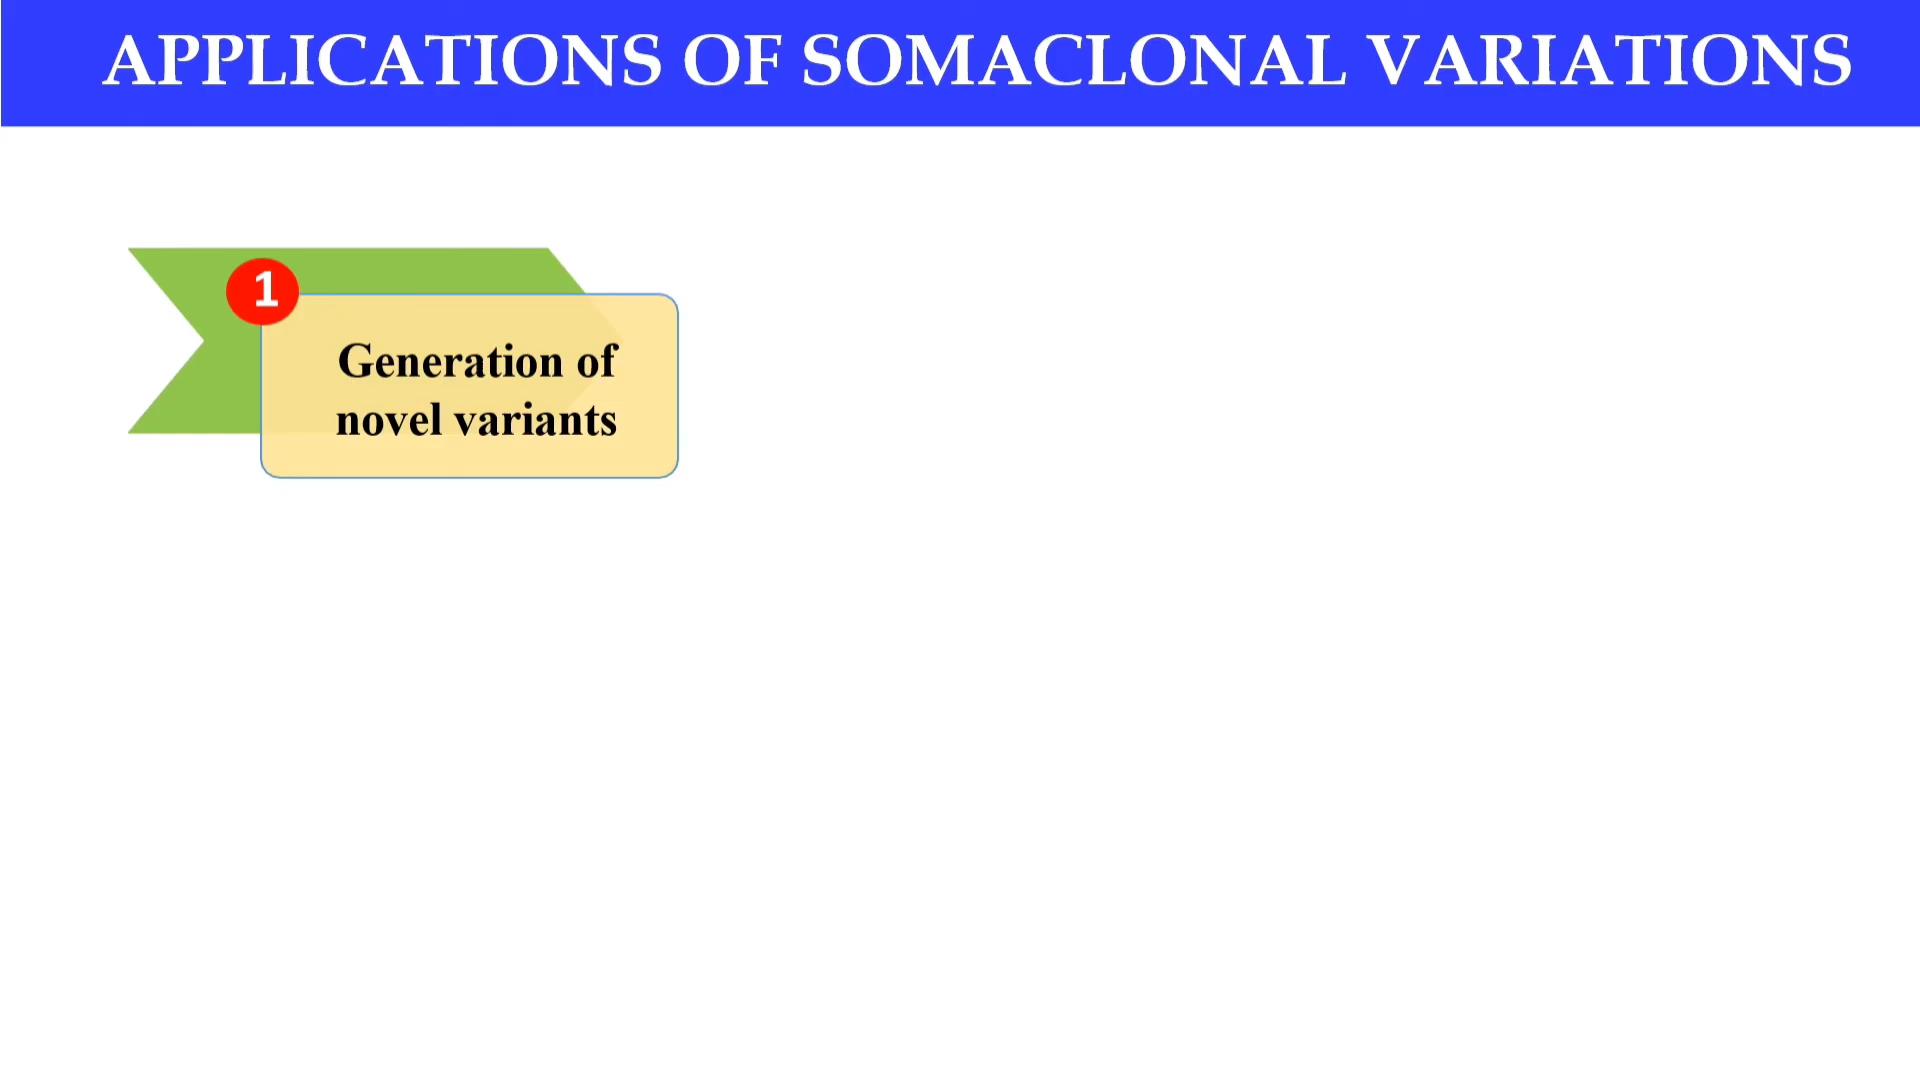 APPLICATIONS OF SOMACLONAL VARIATIONS
1
Generation of
novel variants